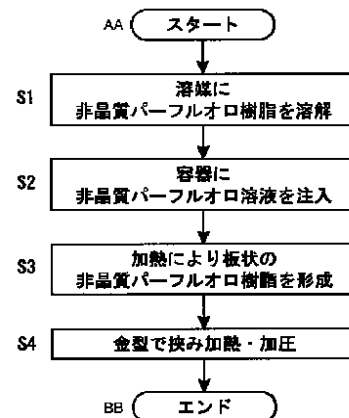 AA スタート
S1 溶媒に
非晶質パーフルオロ樹脂を溶解
S2 容器に
非晶質パーフルオロ溶液を注入
S3 加熱により板状の
非晶質パーフルオロ樹脂を形成
S4 金型で挟み加熱・加圧
BB エンド